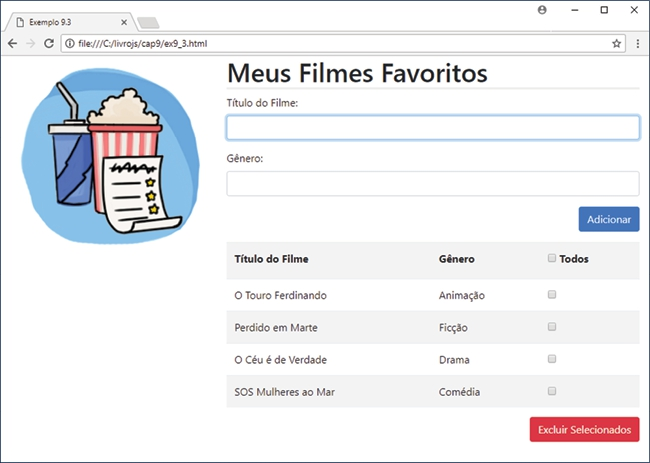 Exemplo 9.3
file:///C:/livrojs/cap9/ex9_3.html
Meus Filmes Favoritos
Título do Filme:
Gênero:
Adicionar
Título do Filme Gênero Todos
O Touro Ferdinando Animação
Perdido em Marte Ficção
O Céu é de Verdade Drama
SOS Mulheres ao Mar Comédia
Excluir Selecionados